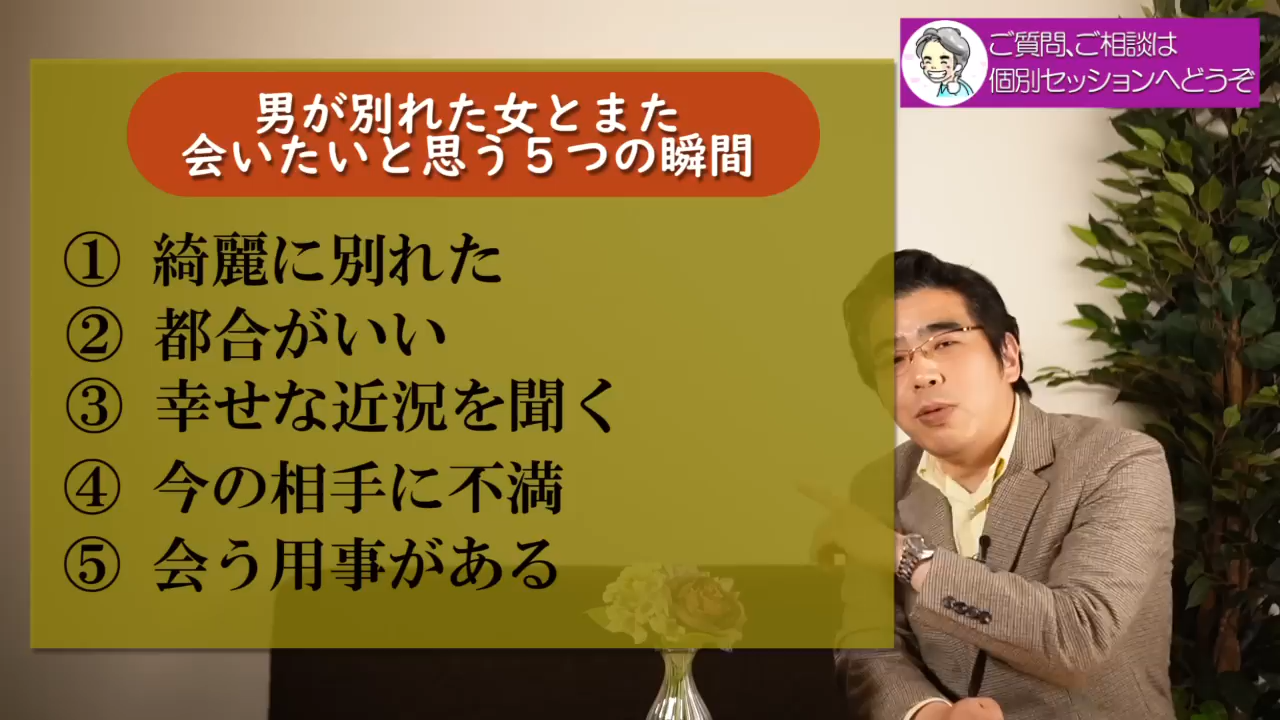 ご質問、ご相談は
個別セッションへどうぞ
男が別れた女とまた
会いたいと思う５つの瞬間
① 綺麗に別れた
② 都合がいい
③ 幸せな近況を聞く
④ 今の相手に不満
⑤ 会う用事がある